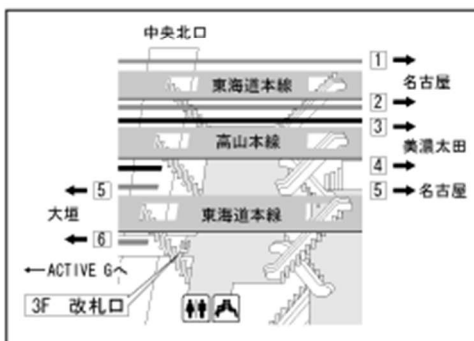 中央北口
1
東海道本線
名古屋
2
3
高山本線
美濃太田
4
5
5
名古屋
大垣
東海道本線
6
←ACTIVE Gへ
3F 改札口